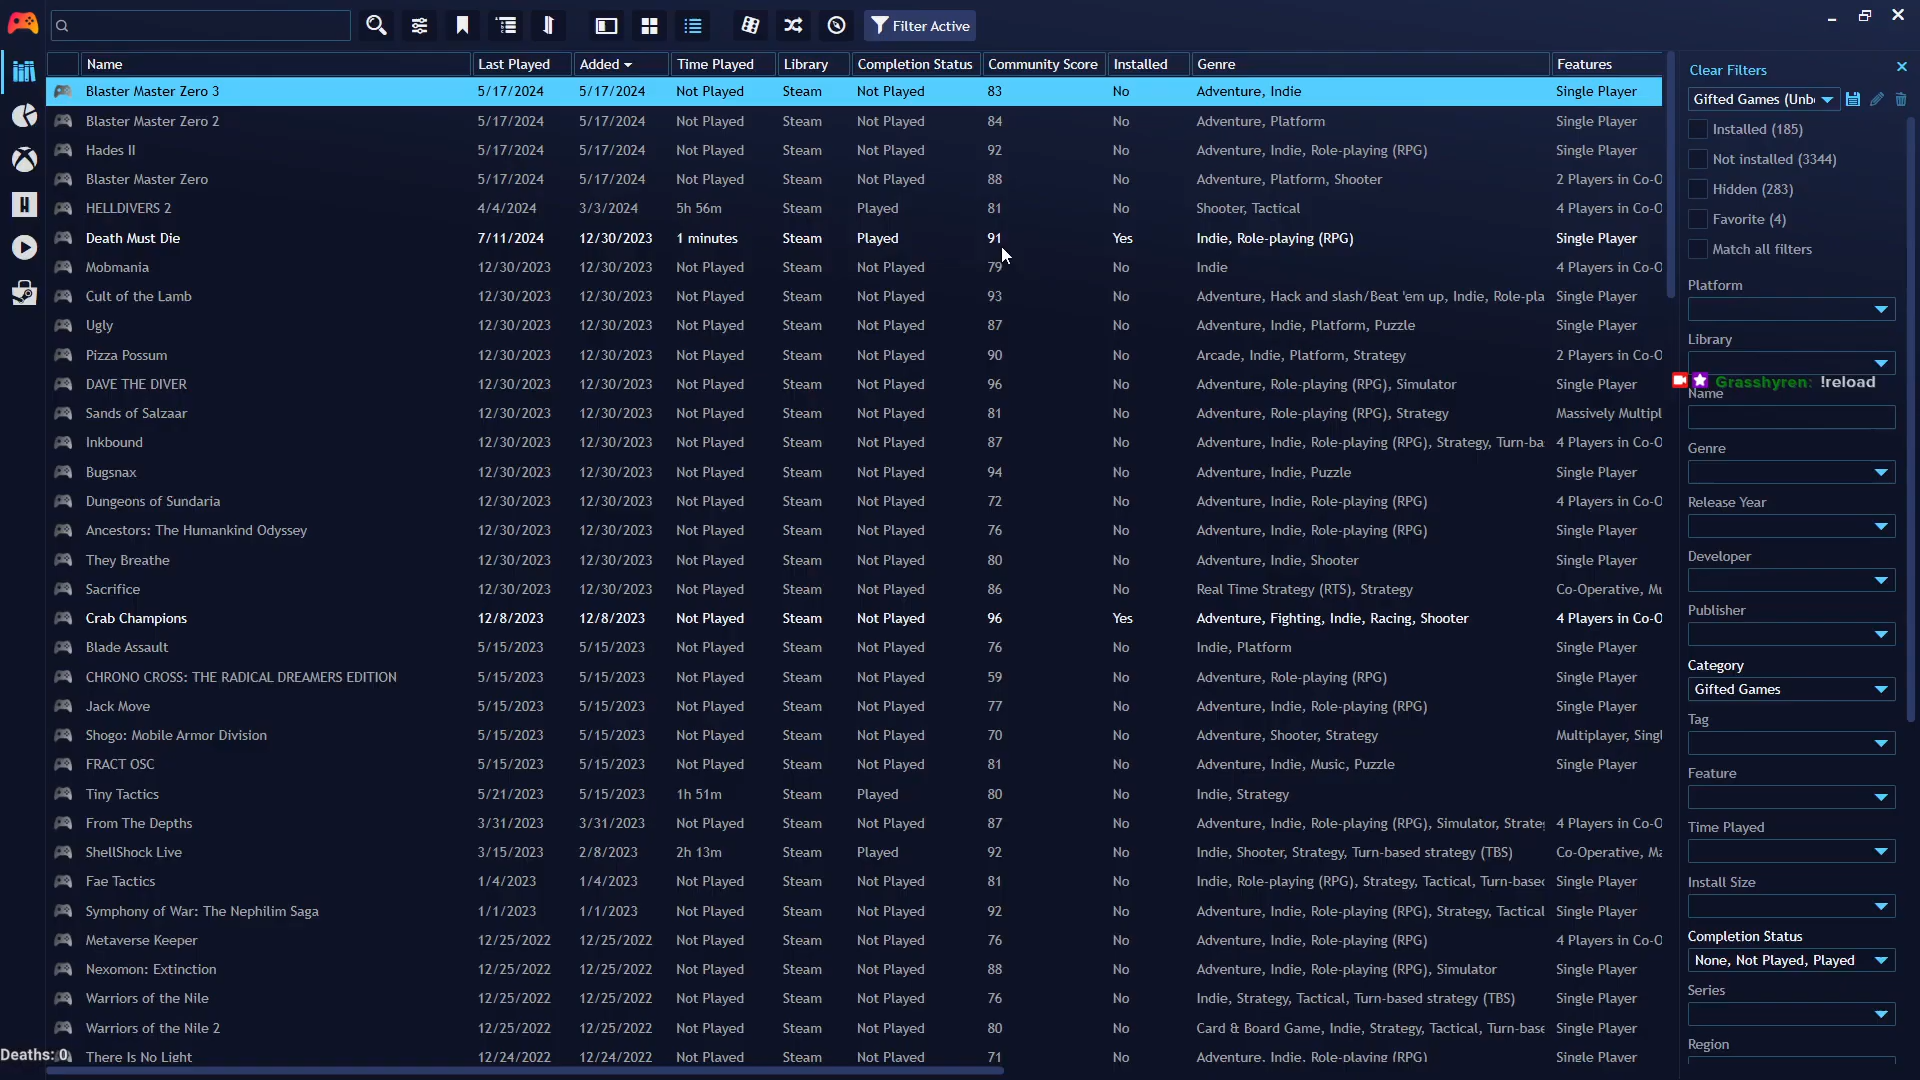 Filter Active
Name Last Played Added Time Played Library Completion Status Community Score Installed Genre Features
Blaster Master Zero 3 5/17/2024 5/17/2024 Not Played Steam Not Played 83 No Adventure, Indie Single Player
Blaster Master Zero 2 5/17/2024 5/17/2024 Not Played Steam Not Played 84 No Adventure, Platform Single Player
Hades II 5/17/2024 5/17/2024 Not Played Steam Not Played 92 No Adventure, Indie, Role-playing (RPG) Single Player
Blaster Master Zero 5/17/2024 5/17/2024 Not Played Steam Not Played 88 No Adventure, Platform, Shooter 2 Players in Co-O
HELLDIVERS 2 4/4/2024 3/3/2024 5h 56m Steam Played 81 No Shooter, Tactical 4 Players in Co-O
Death Must Die 7/11/2024 12/30/2023 1 minutes Steam Played 91 Yes Indie, Role-playing (RPG) Single Player
Mobmania 12/30/2023 12/30/2023 Not Played Steam Not Played 79 No Indie 4 Players in Co-O
Cult of the Lamb 12/30/2023 12/30/2023 Not Played Steam Not Played 93 No Adventure, Hack and slash/Beat 'em up, Indie, Role-pla Single Player
Ugly 12/30/2023 12/30/2023 Not Played Steam Not Played 87 No Adventure, Indie, Platform, Puzzle Single Player
Pizza Possum 12/30/2023 12/30/2023 Not Played Steam Not Played 90 No Arcade, Indie, Platform, Strategy 2 Players in Co-O
DAVE THE DIVER 12/30/2023 12/30/2023 Not Played Steam Not Played 96 No Adventure, Role-playing (RPG), Simulator Single Player
Sands of Salzaar 12/30/2023 12/30/2023 Not Played Steam Not Played 81 No Adventure, Role-playing (RPG), Strategy Massively Multipl
Inkbound 12/30/2023 12/30/2023 Not Played Steam Not Played 87 No Adventure, Indie, Role-playing (RPG), Strategy, Turn-ba 4 Players in Co-O
Bugsnax 12/30/2023 12/30/2023 Not Played Steam Not Played 94 No Adventure, Indie, Puzzle Single Player
Dungeons of Sundaria 12/30/2023 12/30/2023 Not Played Steam Not Played 72 No Adventure, Indie, Role-playing (RPG) 4 Players in Co-O
Ancestors: The Humankind Odyssey 12/30/2023 12/30/2023 Not Played Steam Not Played 76 No Adventure, Indie, Role-playing (RPG) Single Player
They Breathe 12/30/2023 12/30/2023 Not Played Steam Not Played 80 No Adventure, Indie, Shooter Single Player
Sacrifice 12/30/2023 12/30/2023 Not Played Steam Not Played 86 No Real Time Strategy (RTS), Strategy Co-Operative, Mu
Crab Champions 12/8/2023 12/8/2023 Not Played Steam Not Played 96 Yes Adventure, Fighting, Indie, Racing, Shooter 4 Players in Co-O
Blade Assault 5/15/2023 5/15/2023 Not Played Steam Not Played 76 No Indie, Platform Single Player
CHRONO CROSS: THE RADICAL DREAMERS EDITION 5/15/2023 5/15/2023 Not Played Steam Not Played 59 No Adventure, Role-playing (RPG) Single Player
Jack Move 5/15/2023 5/15/2023 Not Played Steam Not Played 77 No Adventure, Indie, Role-playing (RPG) Single Player
Shogo: Mobile Armor Division 5/15/2023 5/15/2023 Not Played Steam Not Played 70 No Adventure, Shooter, Strategy Multiplayer, Singl
FRACT OSC 5/15/2023 5/15/2023 Not Played Steam Not Played 81 No Adventure, Indie, Music, Puzzle Single Player
Tiny Tactics 5/21/2023 5/15/2023 1h 51m Steam Played 80 No Indie, Strategy
From The Depths 3/31/2023 3/31/2023 Not Played Steam Not Played 87 No Adventure, Indie, Role-playing (RPG), Simulator, Strate 4 Players in Co-O
ShellShock Live 3/15/2023 2/8/2023 2h 13m Steam Played 92 No Indie, Shooter, Strategy, Turn-based strategy (TBS) Co-Operative, Ma
Fae Tactics 1/4/2023 1/4/2023 Not Played Steam Not Played 81 No Indie, Role-playing (RPG), Strategy, Tactical, Turn-based Single Player
Symphony of War: The Nephilim Saga 1/1/2023 1/1/2023 Not Played Steam Not Played 92 No Adventure, Indie, Role-playing (RPG), Strategy, Tactical Single Player
Metaverse Keeper 12/25/2022 12/25/2022 Not Played Steam Not Played 76 No Adventure, Indie, Role-playing (RPG) 4 Players in Co-O
Nexomon: Extinction 12/25/2022 12/25/2022 Not Played Steam Not Played 88 No Adventure, Indie, Role-playing (RPG), Simulator Single Player
Warriors of the Nile 12/25/2022 12/25/2022 Not Played Steam Not Played 76 No Indie, Strategy, Tactical, Turn-based strategy (TBS) Single Player
Warriors of the Nile 2 12/25/2022 12/25/2022 Not Played Steam Not Played 80 No Card & Board Game, Indie, Strategy, Tactical, Turn-base Single Player
There Is No Light 12/24/2022 12/24/2022 Not Played Steam Not Played 71 No Adventure, Indie, Role-playing (RPG) Single Player
Deaths: 0
Clear Filters
Gifted Games (Unb
Installed (185)
Not installed (3344)
Hidden (283)
Favorite (4)
Match all filters
Platform
Library
Grasshyren: !reload
Name
Genre
Release Year
Developer
Publisher
Category
Gifted Games
Tag
Feature
Time Played
Install Size
Completion Status
None, Not Played, Played
Series
Region